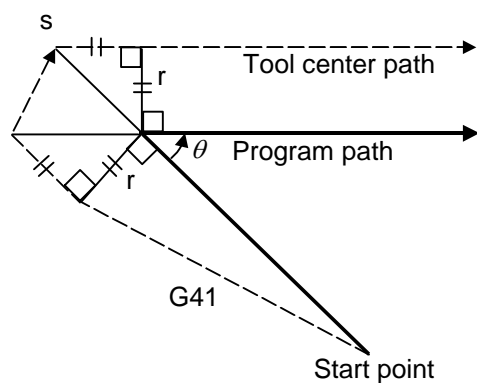 s
r
Tool center path
θ
Program path
r
G41
Start point